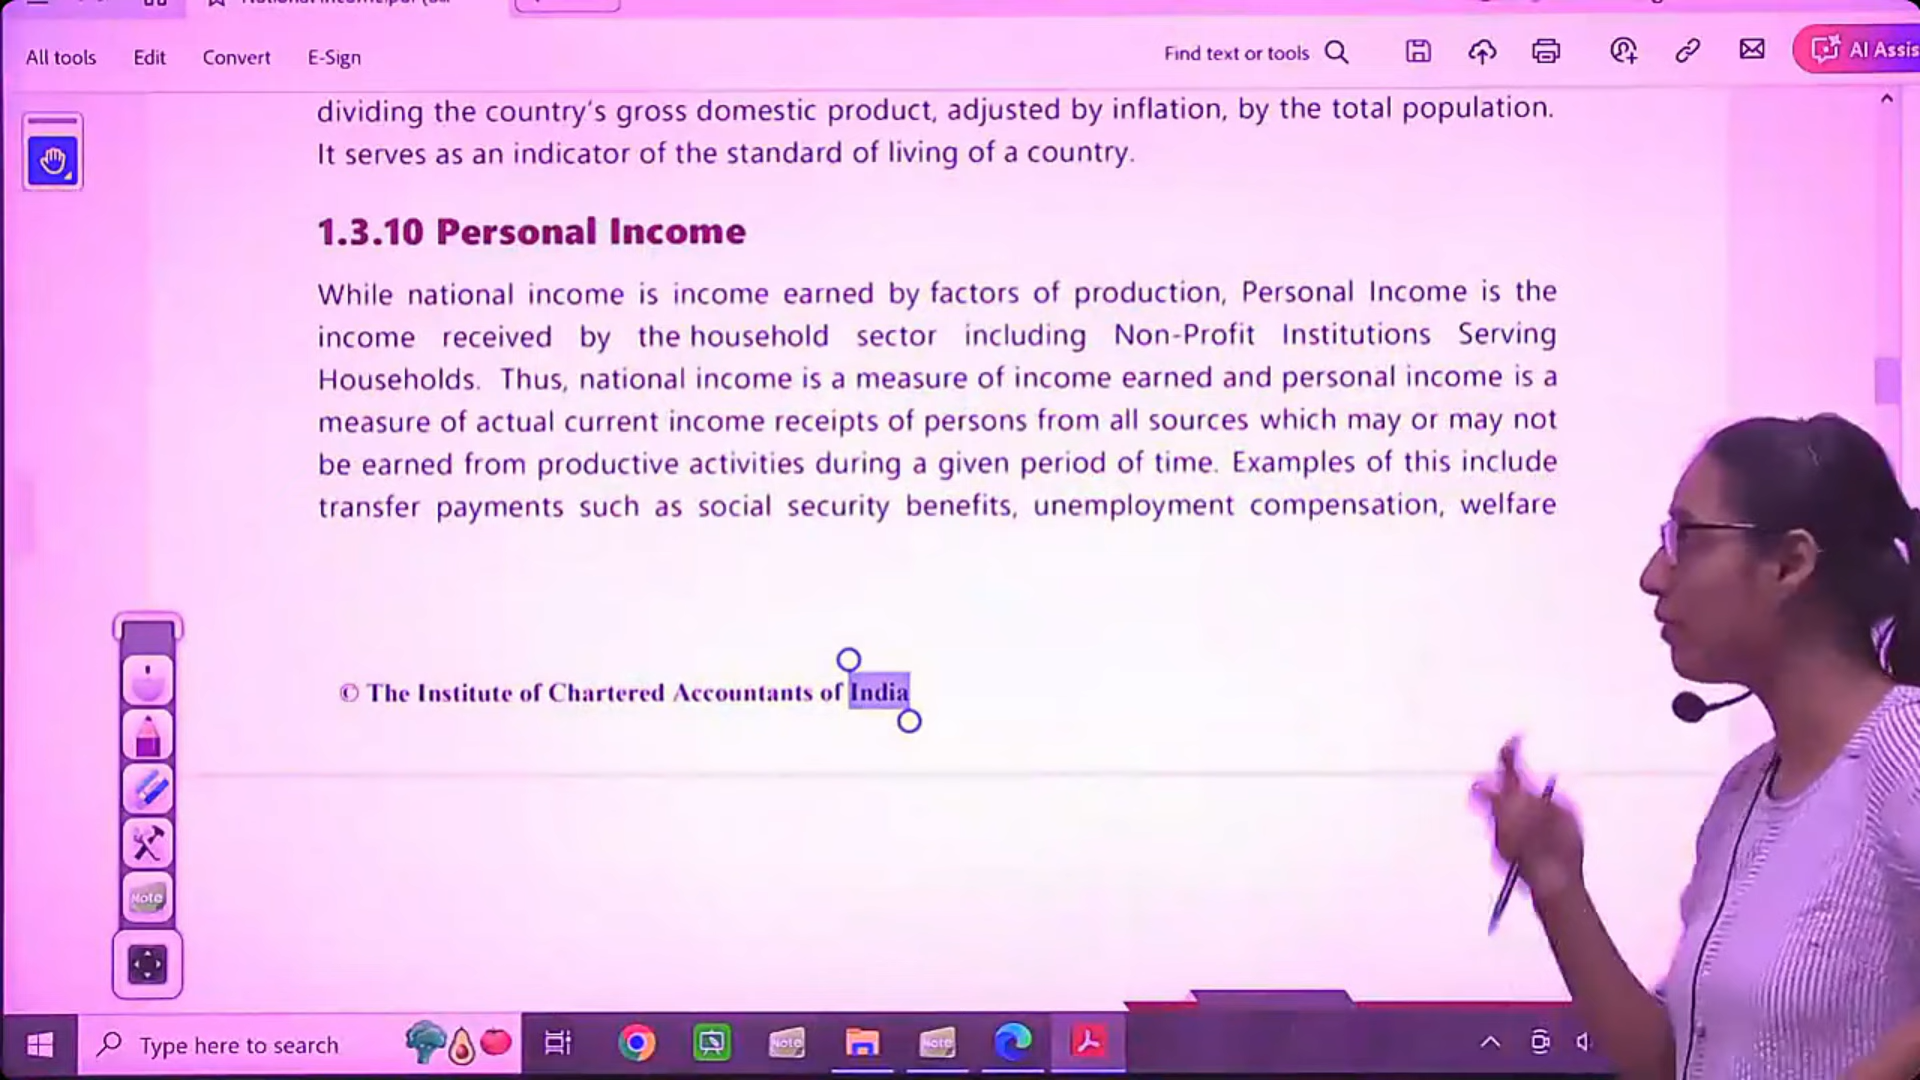 All tools Edit Convert E-Sign Find text or tools AI Assis
dividing the country's gross domestic product, adjusted by inflation, by the total population.
It serves as an indicator of the standard of living of a country.
1.3.10 Personal Income
While national income is income earned by factors of production, Personal Income is the
income received by the household sector including Non-Profit Institutions Serving
Households. Thus, national income is a measure of income earned and personal income is a
measure of actual current income receipts of persons from all sources which may or may not
be earned from productive activities during a given period of time. Examples of this include
transfer payments such as social security benefits, unemployment compensation, welfare
© The Institute of Chartered Accountants of India
Note
Type here to search Note Note